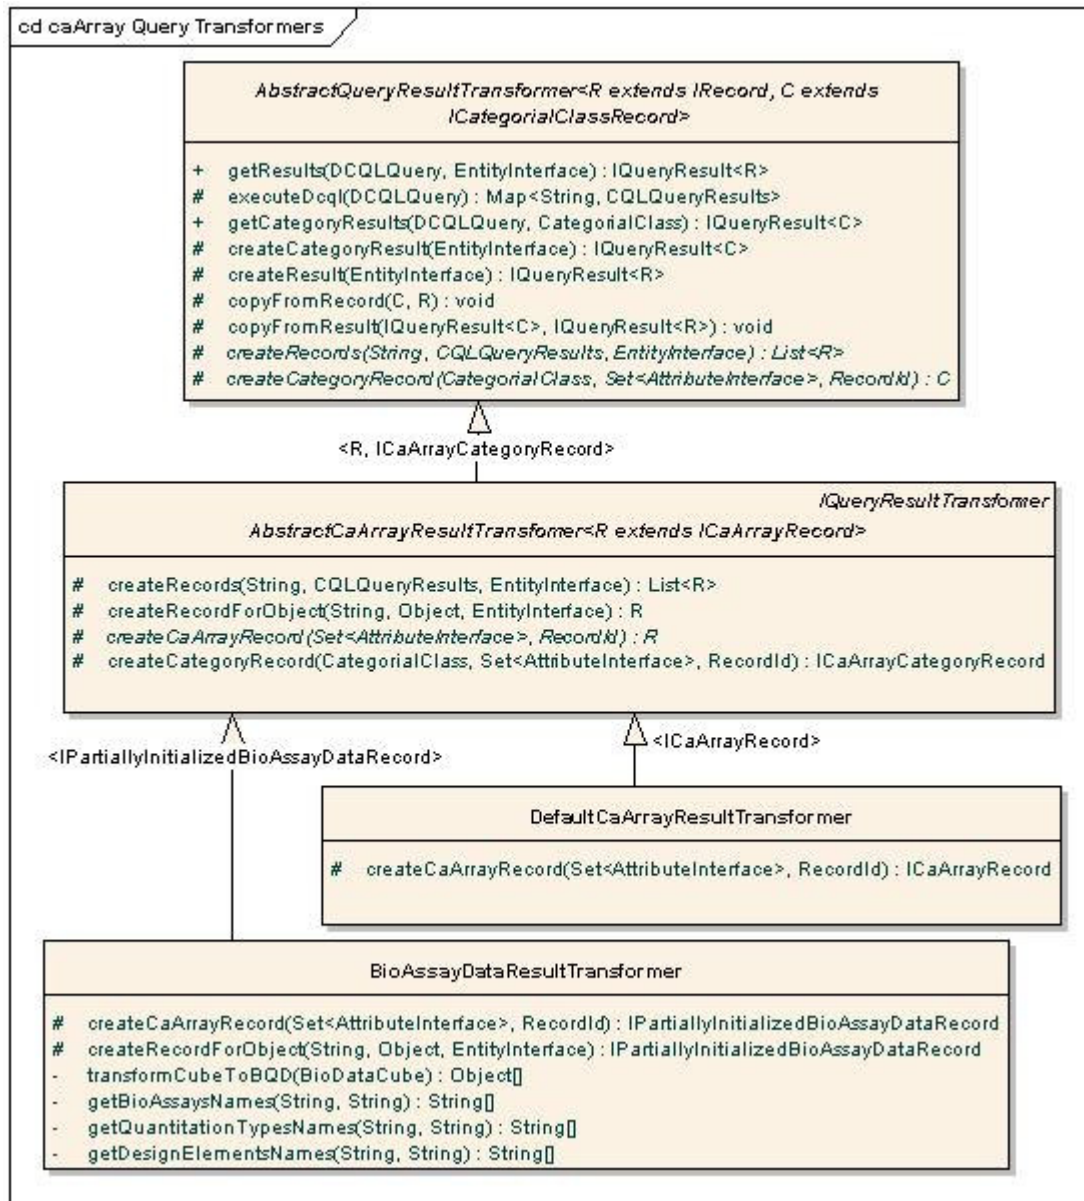 cd caArray Query Transformers
AbstractQueryResultTransformer<R extends IRecord, C extends
ICategorialClassRecord>
+ getResults(DCQLQuery, EntityInterface) : IQueryResult<R>
# executeDcql(DCQLQuery) : Map<String, CQLQueryResults>
+ getCategoryResults(DCQLQuery, CategorialClass) : IQueryResult<C>
# createCategoryResult(EntityInterface) : IQueryResult<C>
# createResult(EntityInterface) : IQueryResult<R>
# copyFromRecord(C, R) : void
# copyFromResult(IQueryResult<C>, IQueryResult<R>) : void
# createRecords(String, CQLQueryResults, EntityInterface) : List<R>
# createCategoryRecord(CategorialClass, Set<AttributeInterface>, RecordId) : C
<R, ICaArrayCategoryRecord>
IQueryResultTransformer
AbstractCaArrayResultTransfomer<R extends ICaArrayRecord>
# createRecords(String, CQLQueryResults, EntityInterface) : List<R>
# createRecordForObject(String, Object, EntityInterface) : R
# createCaArrayRecord(Set<AttributeInterface>, RecordId) : R
# createCategoryRecord(CategorialClass, Set<AttributeInterface>, RecordId) : ICaArrayCategoryRecord
<ICaArrayRecord>
<IPartiallyInitializedBioAssayDataRecord>
DefaultCaArrayResultTransformer
# createCaArrayRecord(Set<AttributeInterface>, RecordId) : ICaArrayRecord
BioAssayDataResultTransformer
# createCaArrayRecord(Set<AttributeInterface>, RecordId) : IPartiallyInitializedBioAssayDataRecord
# createRecordForObject(String, Object, EntityInterface) : IPartiallyInitializedBioAssayDataRecord
- transformCubeToBQD(BioDataCube) : Object[]
- getBioAssaysNames(String, String) : String[]
- getQuantitationTypesNames(String, String) : String[]
- getDesignElementsNames(String, String) : String[]